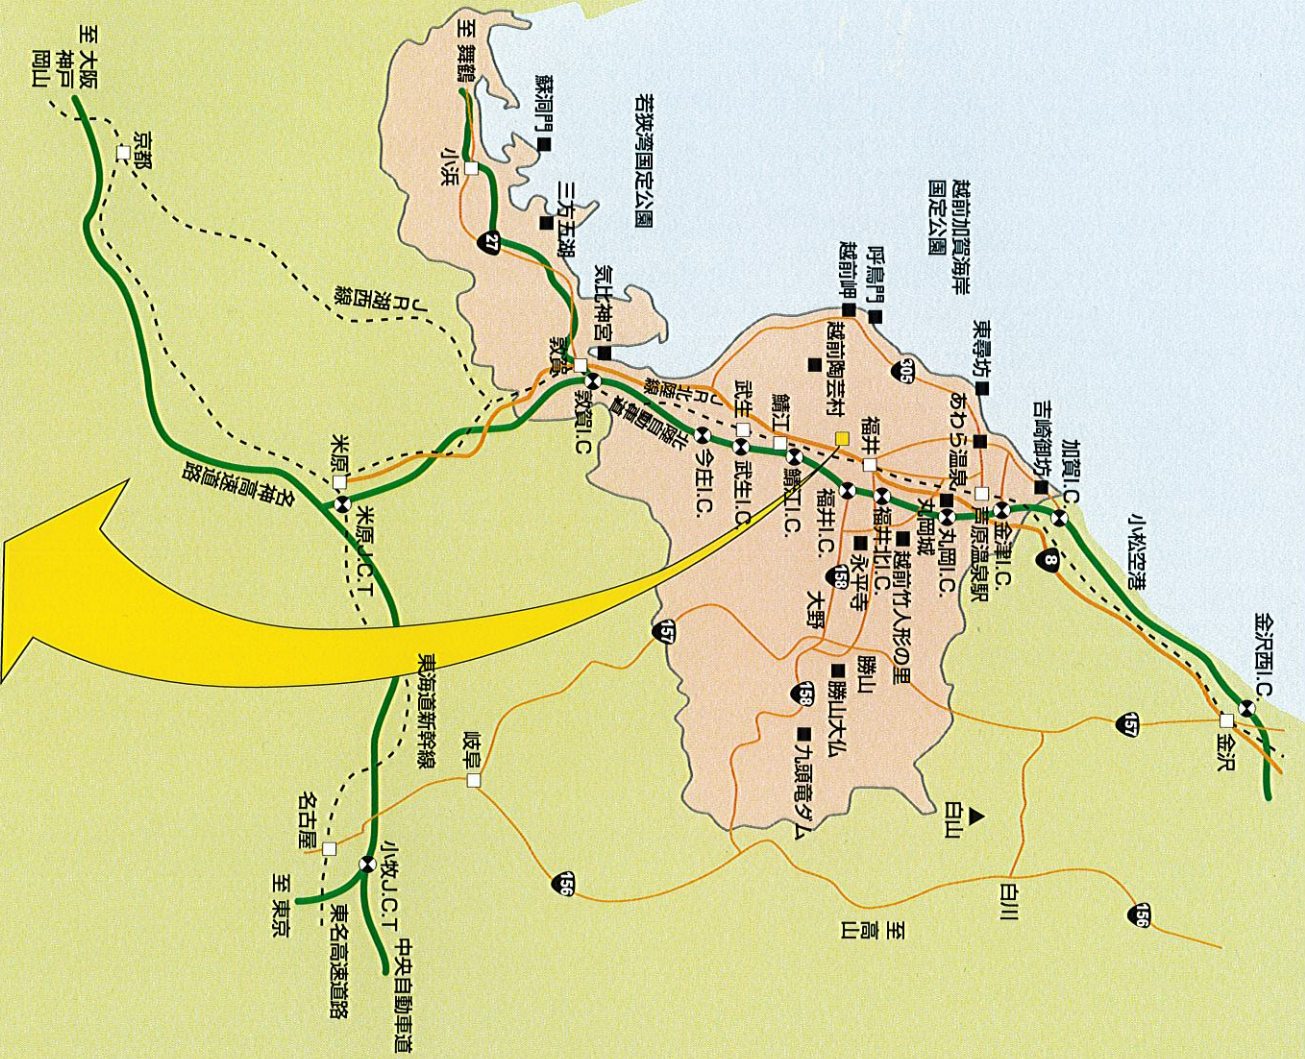 金沢西I.C.
金沢
小松空港
加賀I.C.
8
吉崎御坊
金津I.C.
芦原温泉駅
東尋坊
あわら温泉
丸岡I.C.
丸岡城
越前加賀海岸
国定公園
305
越前竹人形の里
福井北I.C.
呼鳥門
越前岬
福井
永平寺
158
福井I.C.
越前陶芸村
鯖江
鯖江I.C.
武生
武生I.C.
今庄I.C.
大野
勝山
勝山大仏
158
九頭竜ダム
157
157
白山
白川
156
156
至
高山
若狭湾国定公園
JR北陸線
北陸自動車道
気比神宮
敦賀
敦賀I.C
三方五湖
蘇洞門
27
小浜
至 舞鶴
JR湖西線
京都
至 大阪
神戸
岡山
米原
米原J.C.T
名神高速道路
東海道新幹線
岐阜
名古屋
小牧J.C.T
中央自動車道
東名高速道路
至 東京